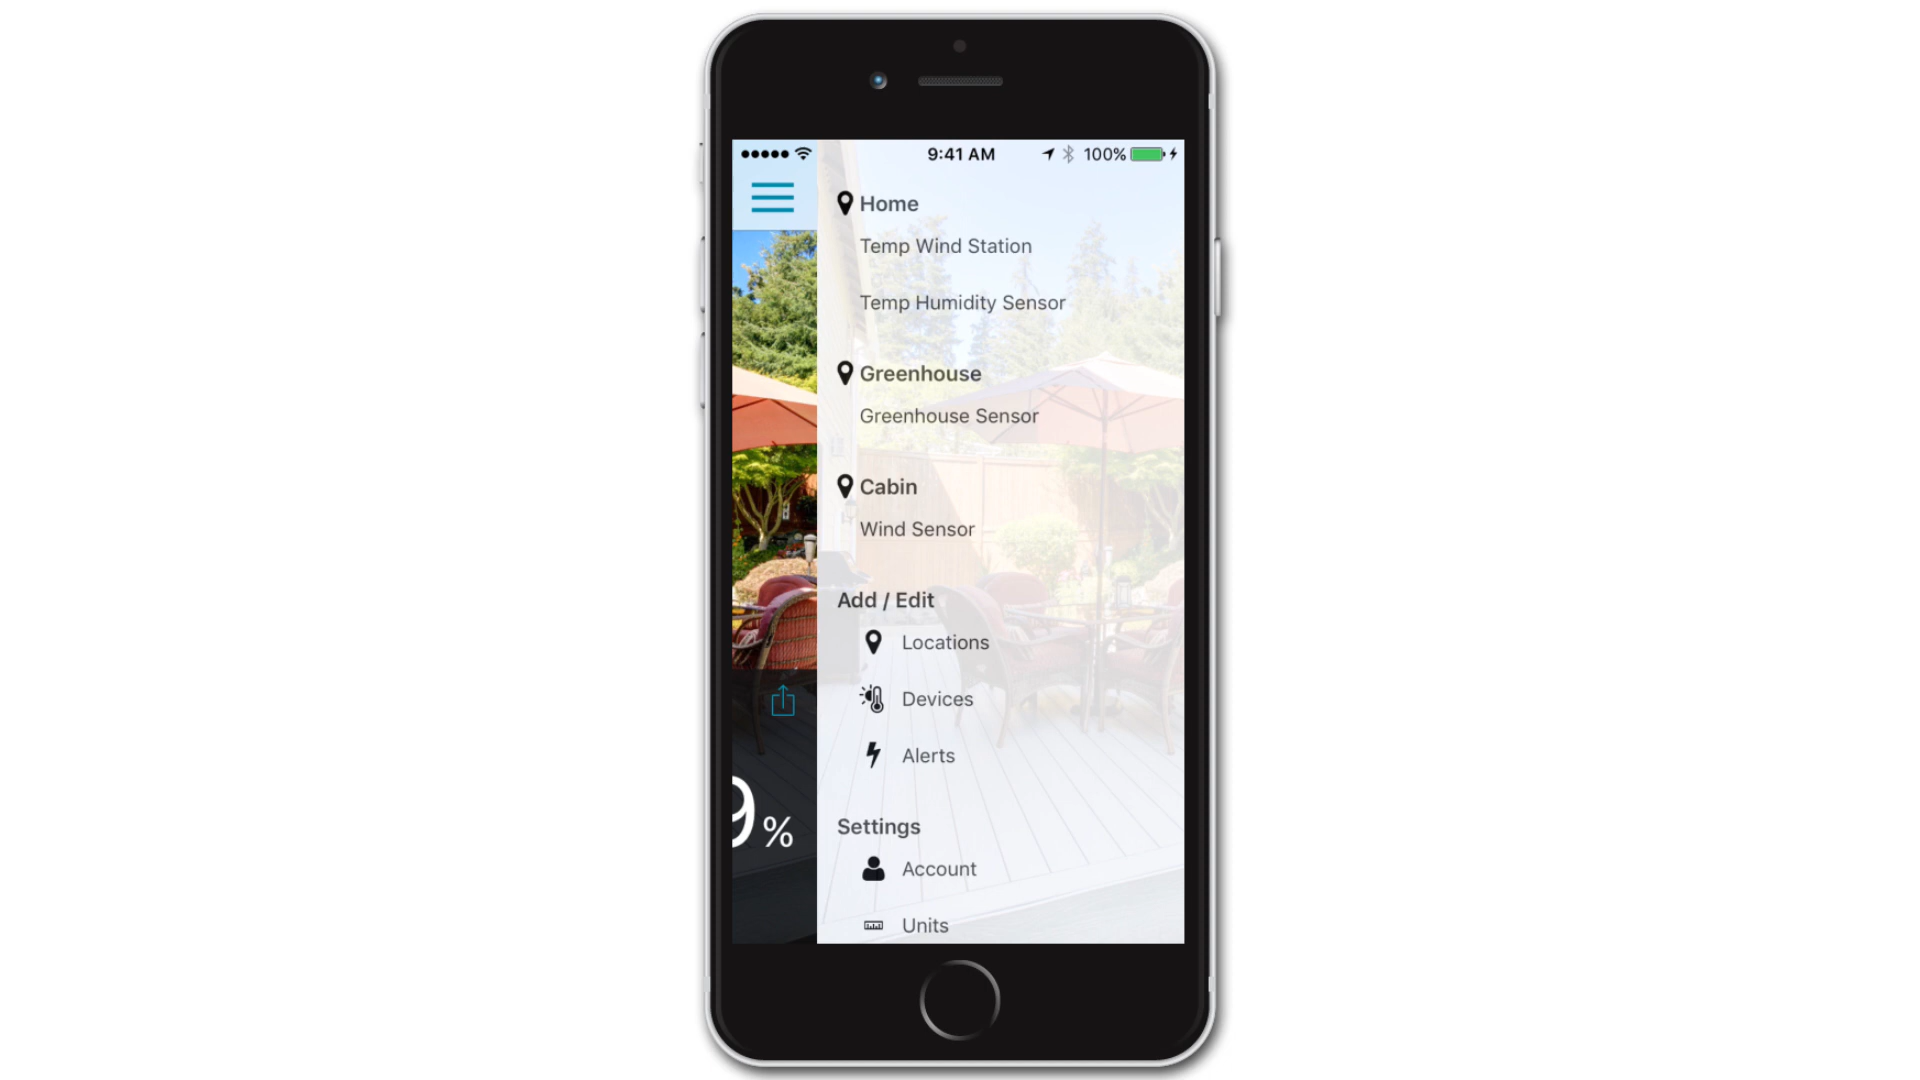 9:41 AM 100%
Home
Temp Wind Station
Temp Humidity Sensor
Greenhouse
Greenhouse Sensor
Cabin
Wind Sensor
Add / Edit
Locations
Devices
Alerts
9%
Settings
Account
Units